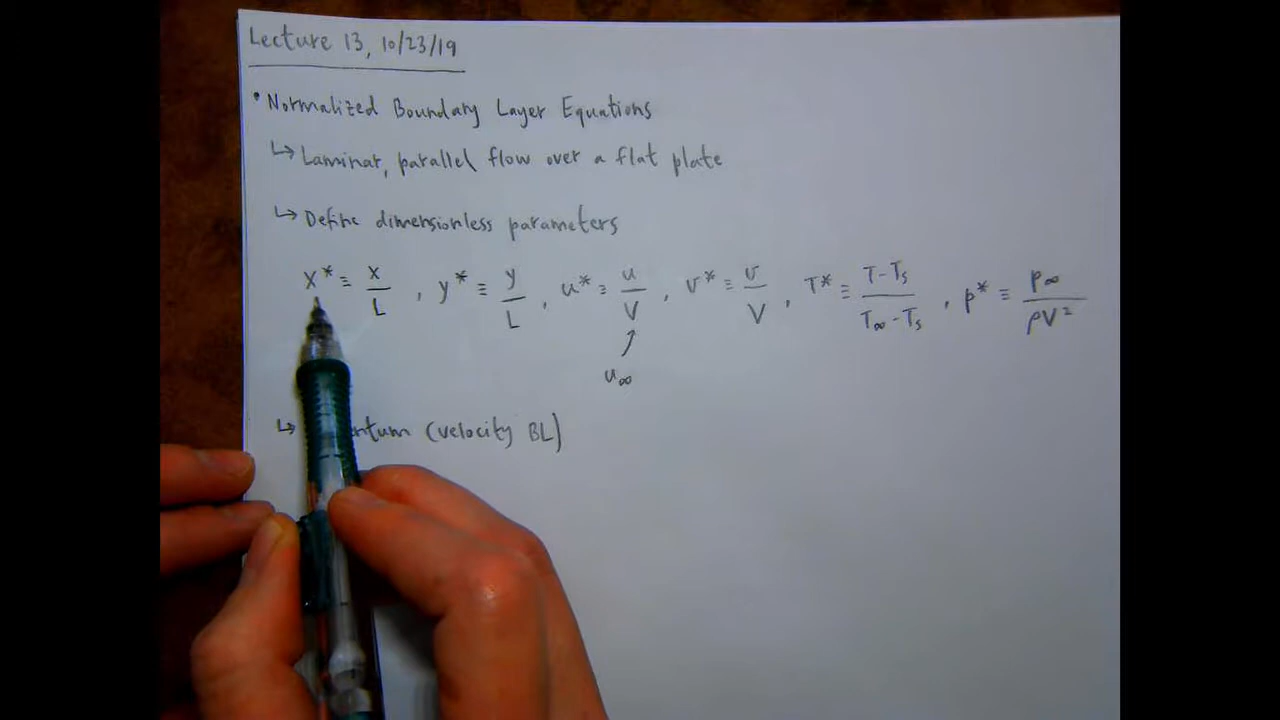 Lecture 13, 10/23/19
• Normalized Boundary Layer Equations
↳ Laminar, parallel flow over a flat plate
↳ Define dimensionless parameters
x* ≡ x/L , y* ≡ y/L , u* ≡ u/V , v* ≡ v/V , T* ≡ (T-Ts)/(T∞-Ts) , p* ≡ p∞/ρV²
↑
u∞
↳ (velocity BL)